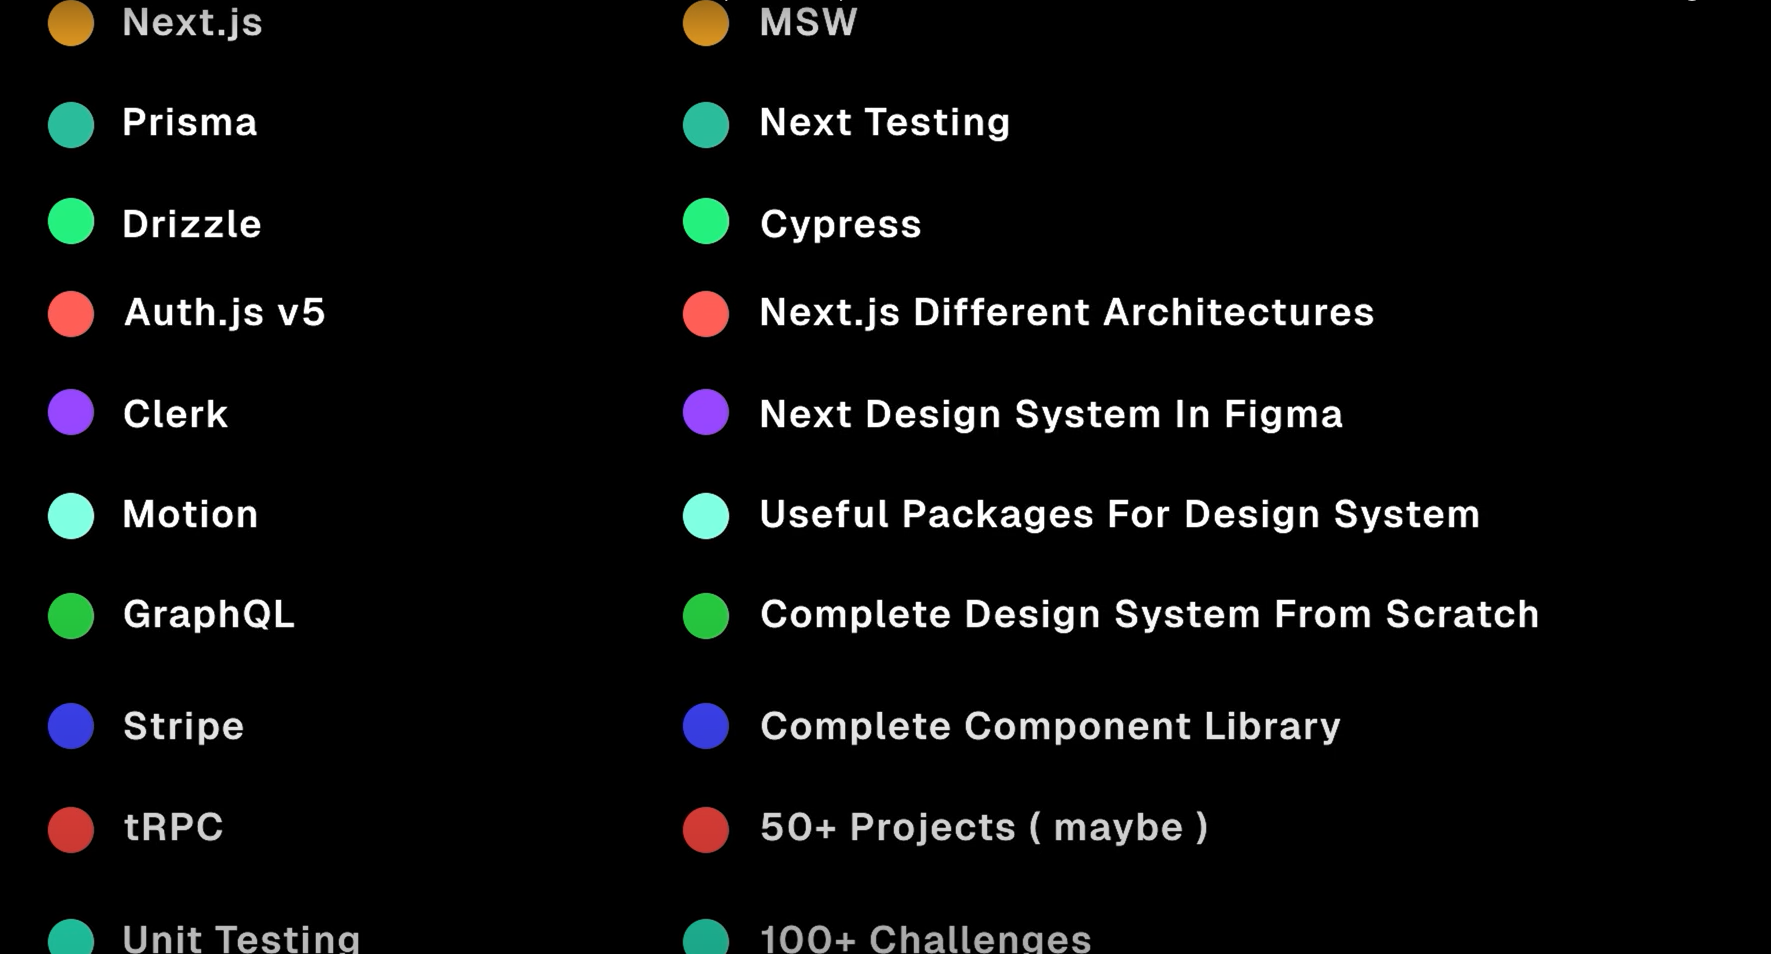 Next.js
Prisma
Drizzle
Auth.js v5
Clerk
Motion
GraphQL
Stripe
tRPC
Unit Testing
MSW
Next Testing
Cypress
Next.js Different Architectures
Next Design System In Figma
Useful Packages For Design System
Complete Design System From Scratch
Complete Component Library
50+ Projects ( maybe )
100+ Challenges